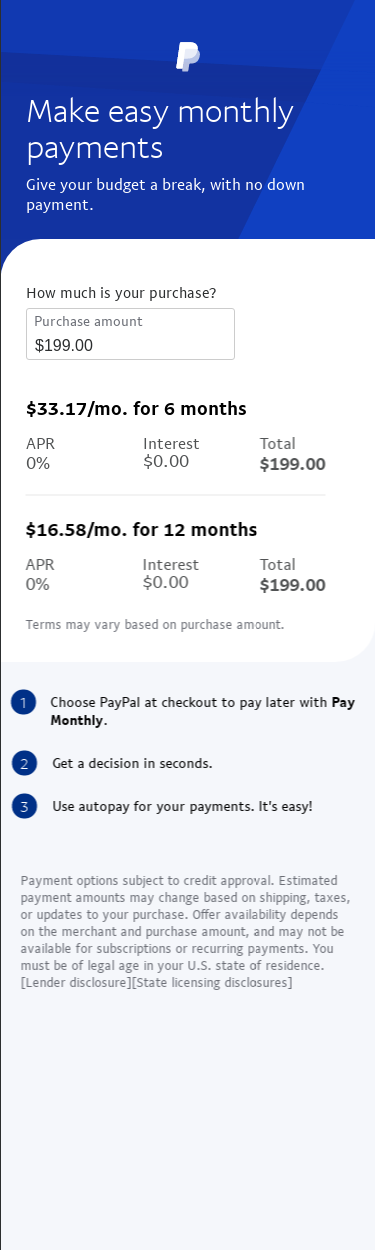 Make easy monthly
payments
Give your budget a break, with no down
payment.
How much is your purchase?
Purchase amount
$199.00
$33.17/mo. for 6 months
APR Interest Total
0% $0.00 $199.00
$16.58/mo. for 12 months
APR Interest Total
0% $0.00 $199.00
Terms may vary based on purchase amount.
1 Choose PayPal at checkout to pay later with Pay
Monthly.
2 Get a decision in seconds.
3 Use autopay for your payments. It's easy!
Payment options subject to credit approval. Estimated
payment amounts may change based on shipping, taxes,
or updates to your purchase. Offer availability depends
on the merchant and purchase amount, and may not be
available for subscriptions or recurring payments. You
must be of legal age in your U.S. state of residence.
[Lender disclosure][State licensing disclosures]